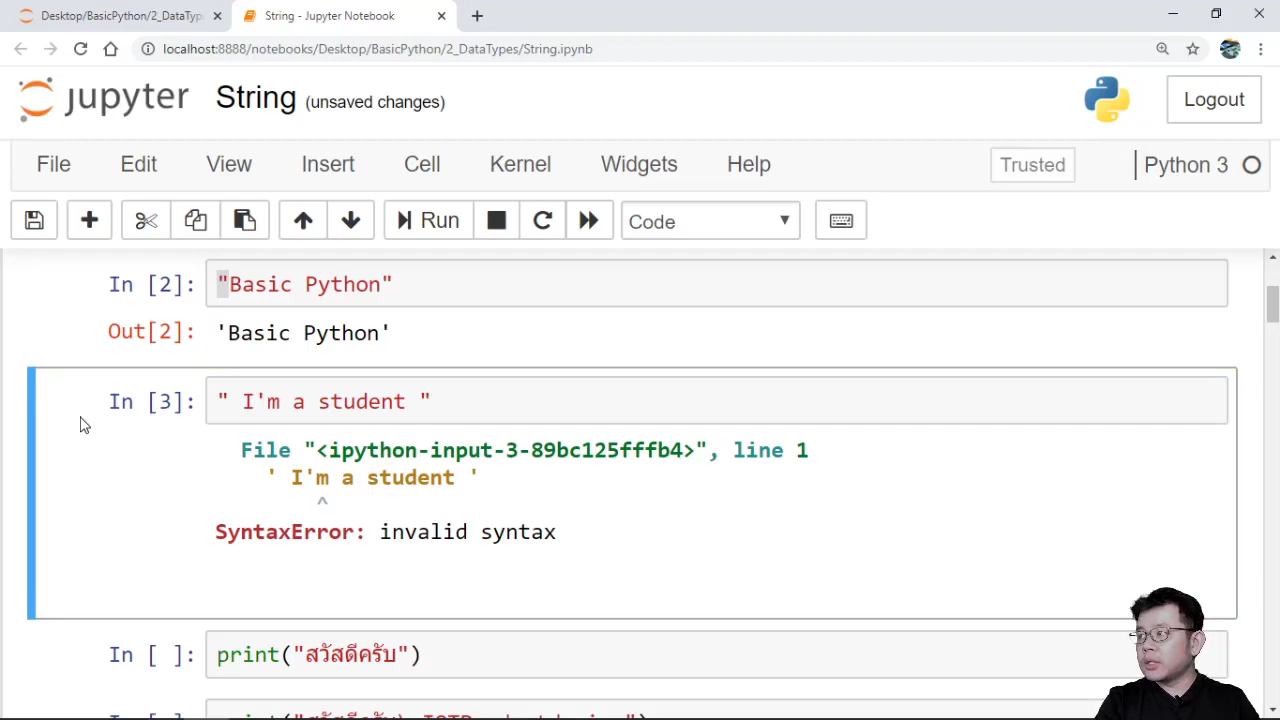 Desktop/BasicPython/2_DataTyp
String - Jupyter Notebook
localhost:8888/notebooks/Desktop/BasicPython/2_DataTypes/String.ipynb
jupyter String (unsaved changes)
Logout
File Edit View Insert Cell Kernel Widgets Help
Trusted
Python 3
Run
Code
In [2]: "Basic Python"
Out[2]: 'Basic Python'
In [3]: " I'm a student "
File "<ipython-input-3-89bc125fffb4>", line 1
' I'm a student '
^
SyntaxError: invalid syntax
In [ ]: print("สวัสดีครับ")